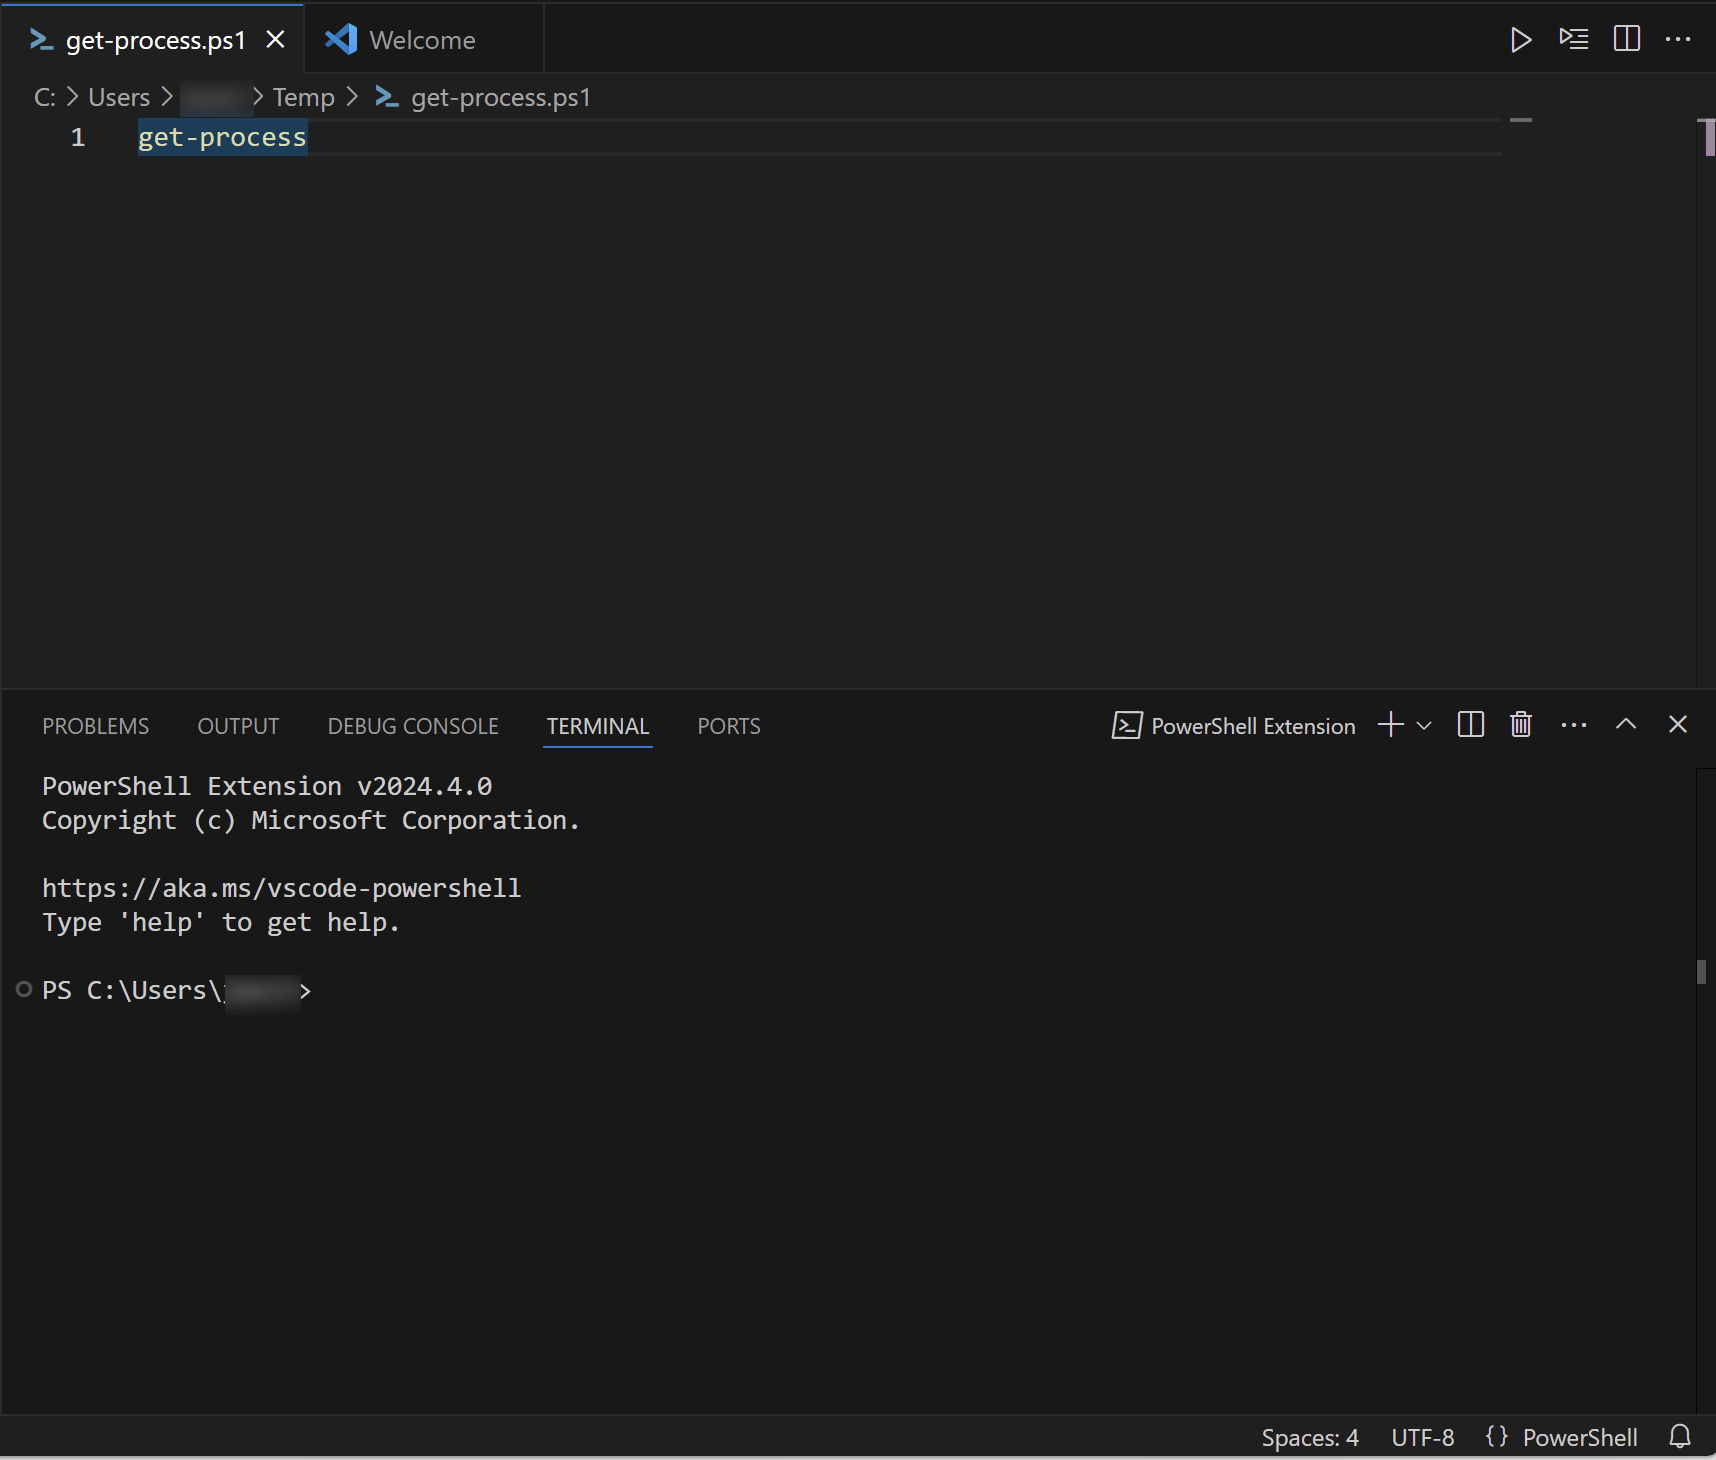 get-process.ps1 Welcome
C: > Users > > Temp > get-process.ps1
1 get-process
PROBLEMS OUTPUT DEBUG CONSOLE TERMINAL PORTS PowerShell Extension
PowerShell Extension v2024.4.0
Copyright (c) Microsoft Corporation.
https://aka.ms/vscode-powershell
Type 'help' to get help.
PS C:\Users\ >
Spaces: 4 UTF-8 {} PowerShell